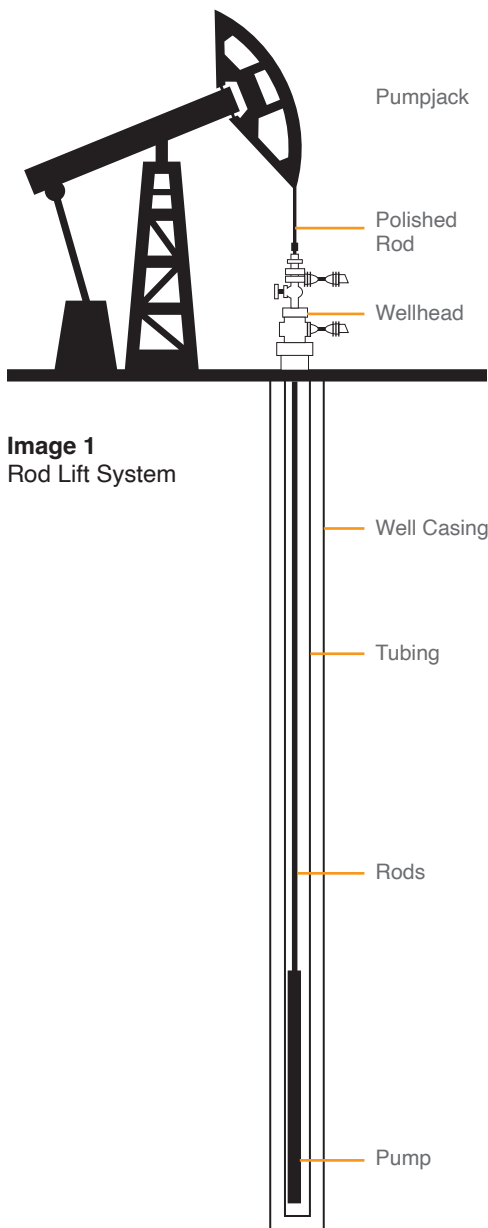 Pumpjack
Polished
Rod
Wellhead
Image 1
Rod Lift System
Well Casing
Tubing
Rods
Pump